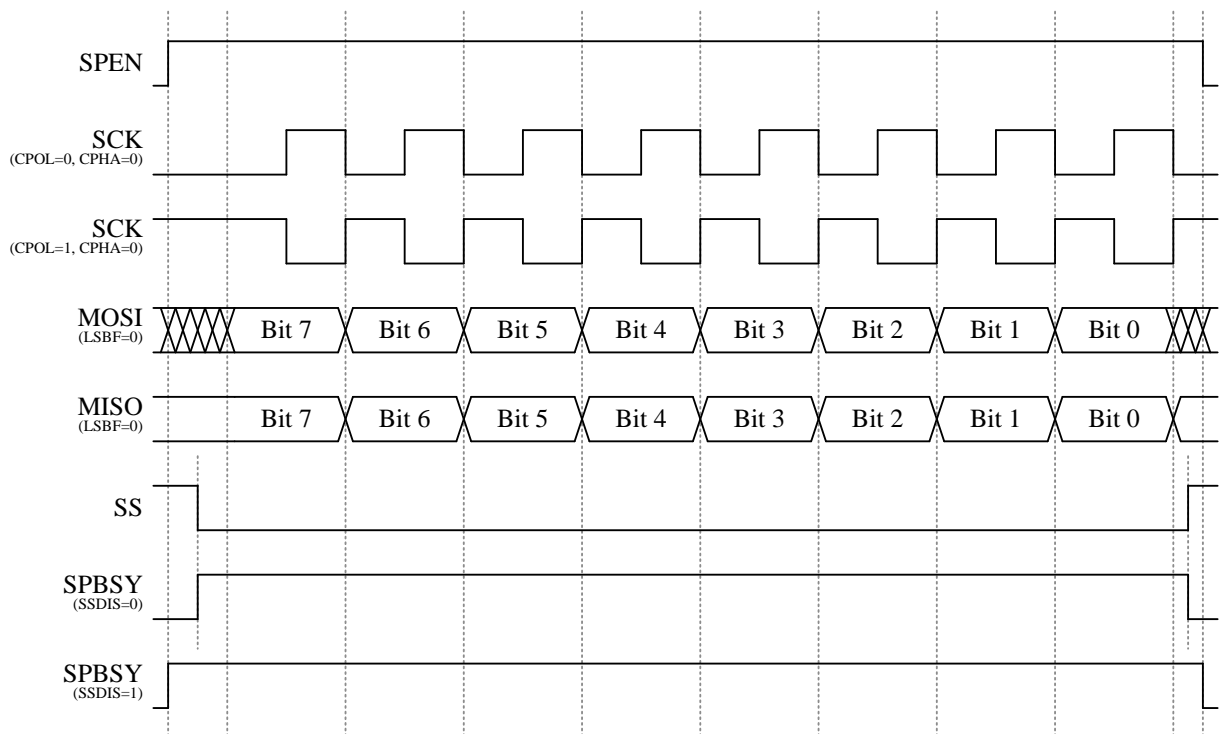 SPEN
SCK
(CPOL=0, CPHA=0)
SCK
(CPOL=1, CPHA=0)
MOSI
(LSBF=0)
Bit 7 Bit 6 Bit 5 Bit 4 Bit 3 Bit 2 Bit 1 Bit 0
MISO
(LSBF=0)
Bit 7 Bit 6 Bit 5 Bit 4 Bit 3 Bit 2 Bit 1 Bit 0
SS
SPBSY
(SSDIS=0)
SPBSY
(SSDIS=1)